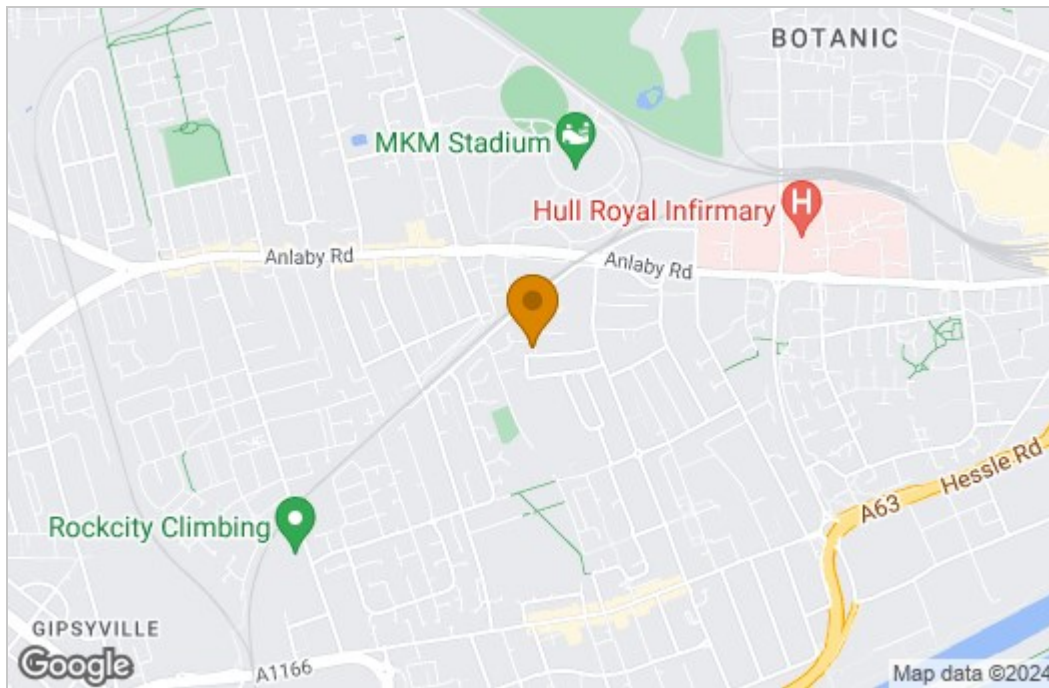 BOTANIC
MKM Stadium
Hull Royal Infirmary
H
Anlaby Rd
Anlaby Rd
Hessle Rd
A63
Rockcity Climbing
GIPSYVILLE
Google
A1166
Map data ©2024